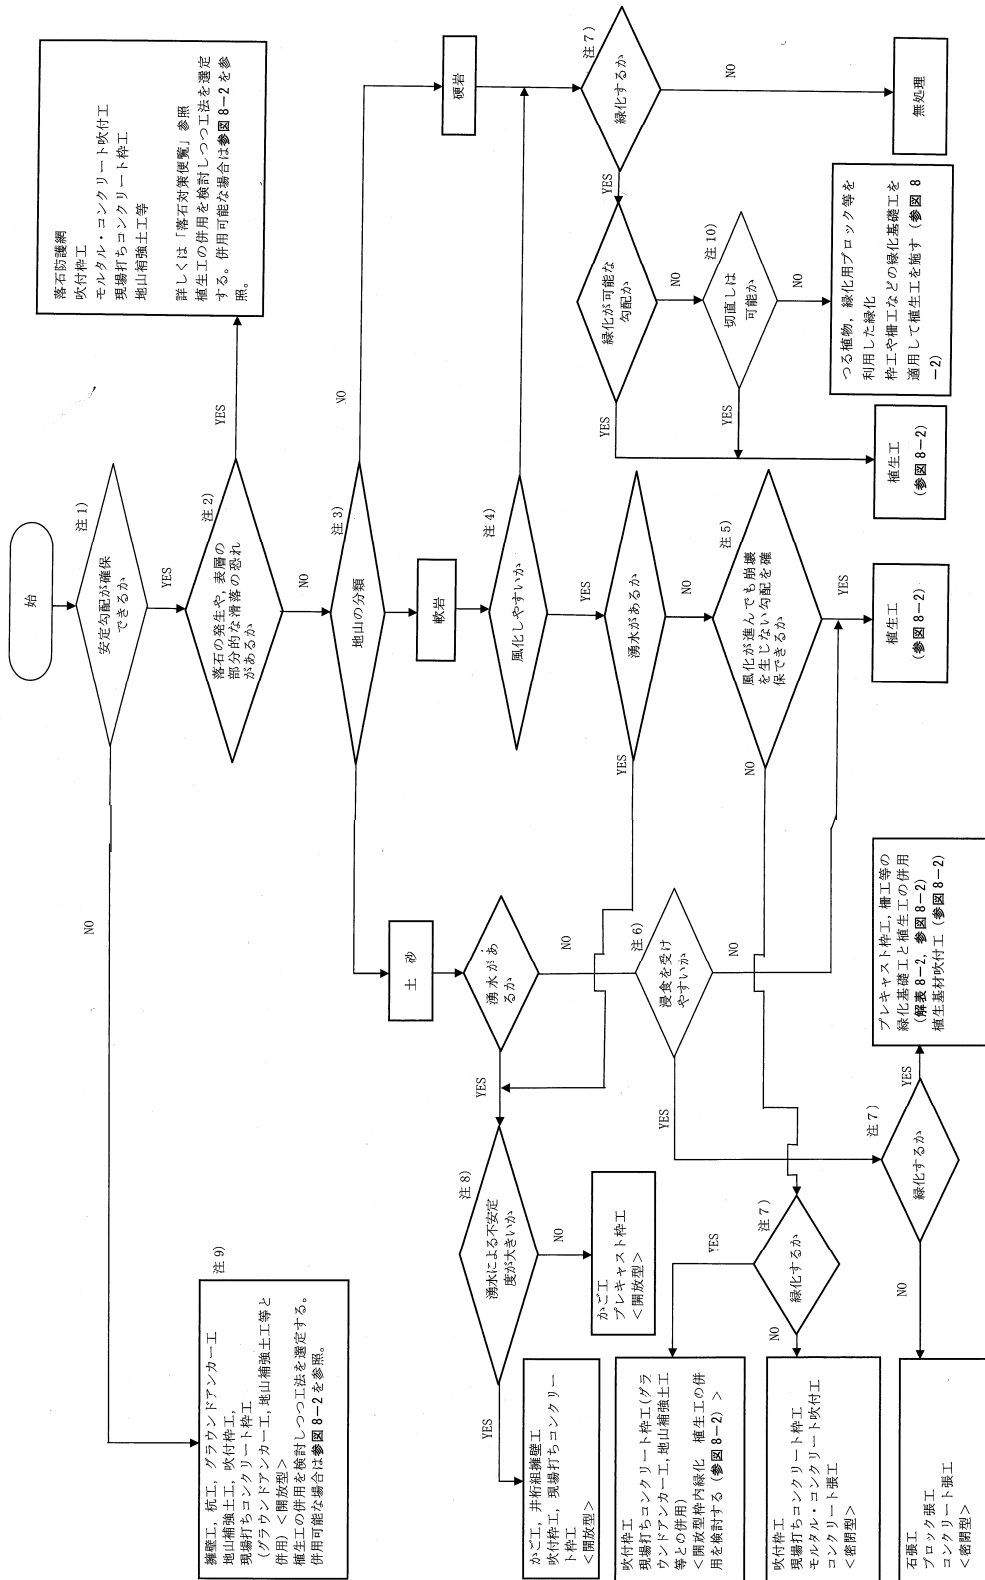 始
安定勾配が確保
できるか
注1)
NO
YES
落石の発生や,表層の
部分的な滑落の恐れ
があるか
注2)
YES
NO
落石防護網
吹付枠工
モルタル・コンクリート吹付工
現場打ちコンクリート枠工
地山補強土工等
詳しくは「落石対策便覧」参照
植生工の併用を検討しつつ工法を選定
する。併用可能な場合は参図8-2を参
照。
地山の分類
注3)
NO
土 砂
軟岩
硬岩
風化しやすいか
注4)
YES
湧水があるか
YES
NO
風化が進んでも崩壊
を生じない勾配を確
保できるか
注5)
NO
YES
植生工
(参図8-2)
緑化するか
注7)
YES
NO
無処理
緑化が可能な
勾配か
YES
NO
切直しは
可能か
注10)
YES
NO
つる植物,緑化用ブロック等を
利用した緑化
枠工や柵工などの緑化基礎工を
適用して植生工を施す(参図8
-2)
植生工
(参図8-2)
湧水があ
るか
YES
NO
浸食を受け
やすいか
注6)
YES
NO
湧水による不安定
度が大きいか
注8)
YES
NO
かご工
プレキャスト枠工
<開放型>
かご工,井桁組擁壁工
吹付枠工,現場打ちコンクリー
ト枠工
<開放型>
緑化するか
注7)
YES
NO
吹付枠工
現場打ちコンクリート枠工(グラ
ウンドアンカー工,地山補強土工
等との併用)
<開放型枠内緑化 植生工の併
用を検討する(参図8-2)>
吹付枠工
現場打ちコンクリート枠工
モルタル・コンクリート吹付工
コンクリート張工
<密閉型>
緑化するか
注7)
YES
NO
プレキャスト枠工,柵工等の
緑化基礎工と植生工の併用
(解表8-2,参図8-2)
植生基材吹付工(参図8-2)
石張工
ブロック張工
コンクリート張工
<密閉型>
注9)
擁壁工,杭工,グラウンドアンカー工
地山補強土工,吹付枠工,
現場打ちコンクリート枠工
(グラウンドアンカー工,地山補強土工等と
併用)<開放型>
植生工の併用を検討しつつ工法を選定する。
併用可能な場合は参図8-2を参照。